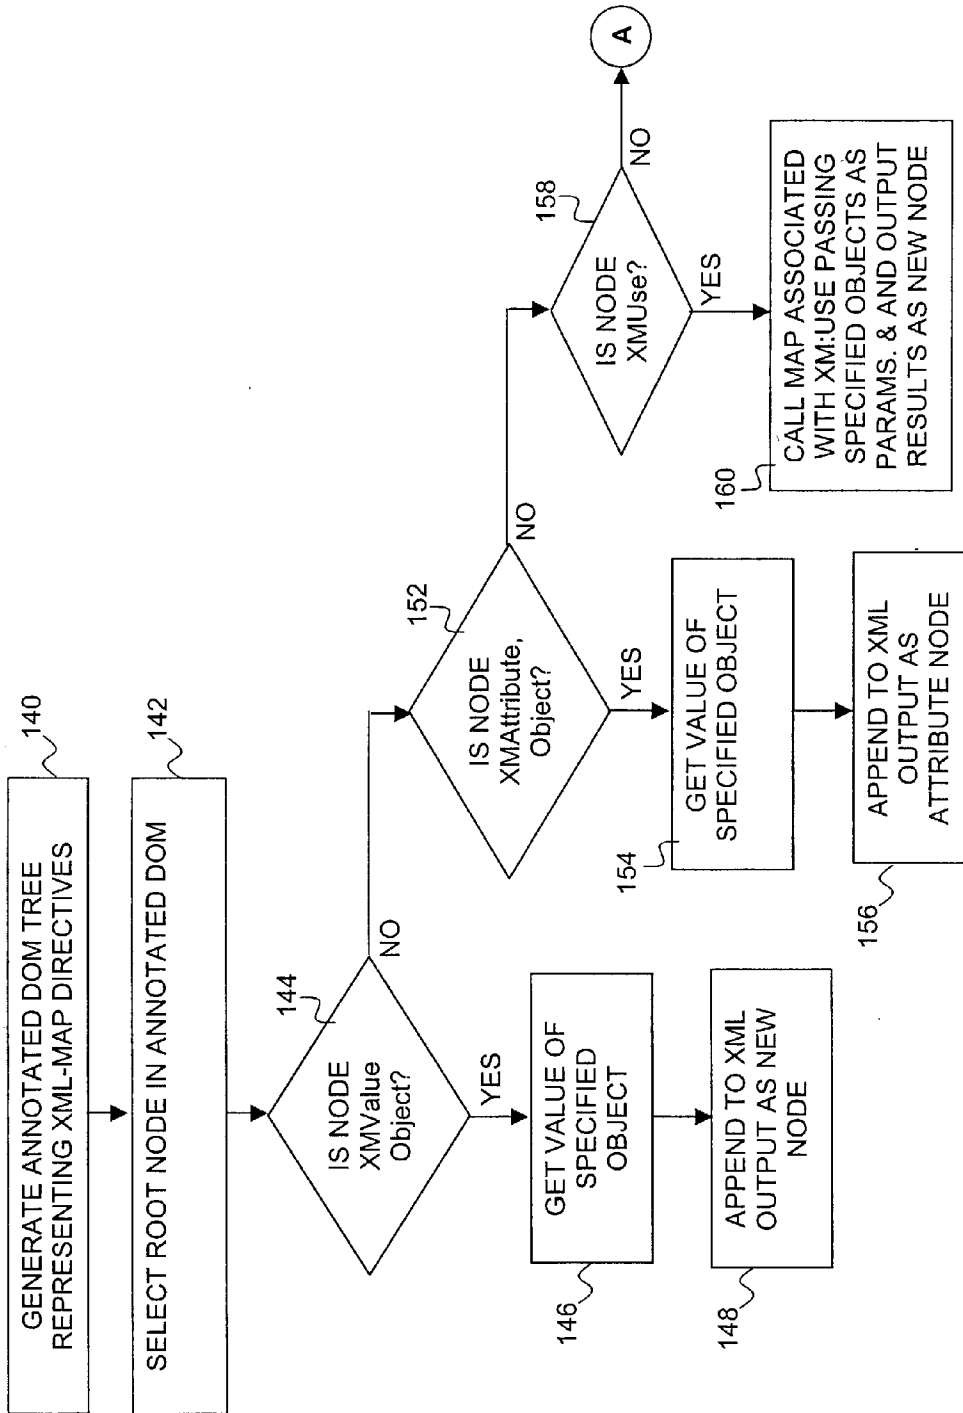 GENERATE ANNOTATED DOM TREE
REPRESENTING XML-MAP DIRECTIVES
140
SELECT ROOT NODE IN ANNOTATED DOM
142
IS NODE
XMValue
Object?
144
NO
YES
GET VALUE OF
SPECIFIED
OBJECT
146
APPEND TO XML
OUTPUT AS NEW
NODE
148
IS NODE
XMAttribute,
Object?
152
NO
YES
GET VALUE OF
SPECIFIED OBJECT
154
APPEND TO XML
OUTPUT AS
ATTRIBUTE NODE
156
IS NODE
XMUse?
158
NO
YES
A
CALL MAP ASSOCIATED
WITH XM:USE PASSING
SPECIFIED OBJECTS AS
PARAMS. & AND OUTPUT
RESULTS AS NEW NODE
160